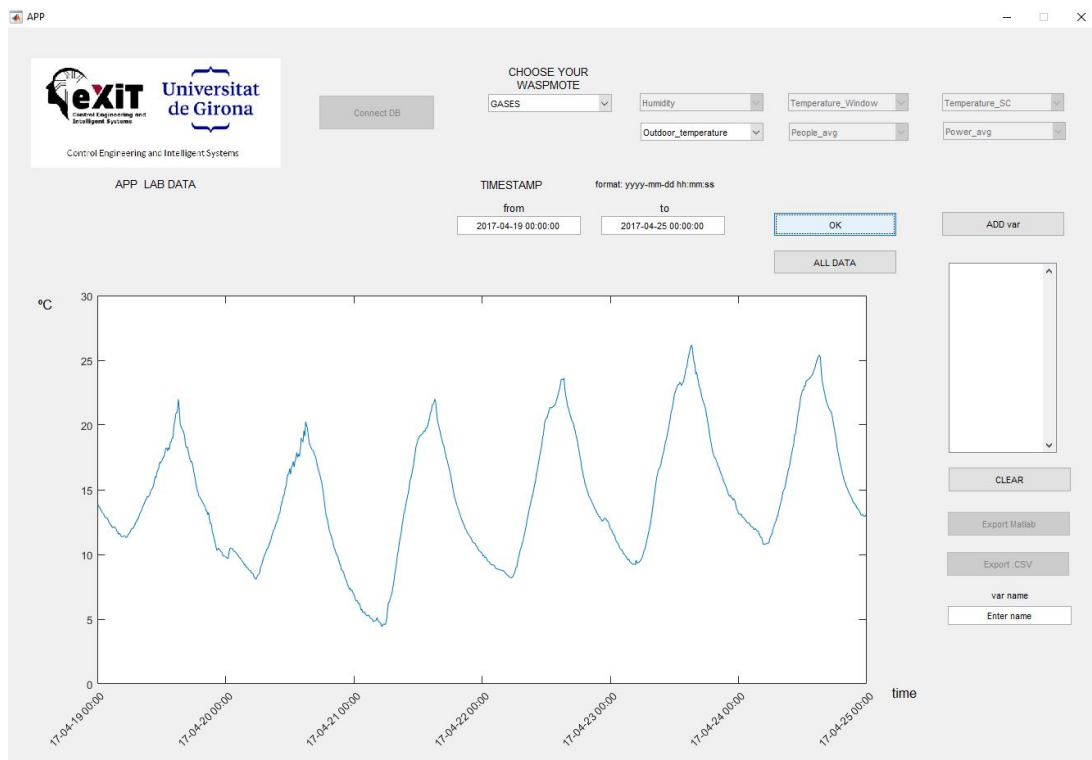 APP
eXiT
Control Engineering and
Intelligent Systems
Universitat
de Girona
Control Engineering and Intelligent Systems
APP LAB DATA
Connect DB
CHOOSE YOUR
WASPMOTE
GASES
Humidity
Temperature_Window
Temperature_SC
Outdoor_temperature
People_avg
Power_avg
TIMESTAMP
format: yyyy-mm-dd hh:mm:ss
from
to
2017-04-19 00:00:00
2017-04-25 00:00:00
OK
ADD var
ALL DATA
ºC
30
25
20
15
10
5
0
17-04-19 00:00
17-04-20 00:00
17-04-21 00:00
17-04-22 00:00
17-04-23 00:00
17-04-24 00:00
17-04-25 00:00
time
CLEAR
Export Matlab
Export .CSV
var name
Enter name